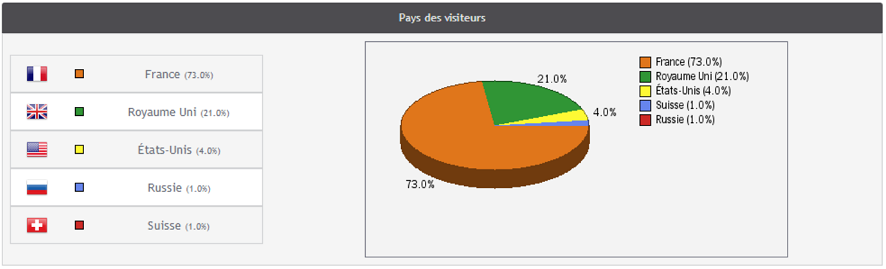 Pays des visiteurs
France (73.0%)
Royaume Uni (21.0%)
États-Unis (4.0%)
Russie (1.0%)
Suisse (1.0%)
21.0%
4.0%
73.0%
France (73.0%)
Royaume Uni (21.0%)
États-Unis (4.0%)
Suisse (1.0%)
Russie (1.0%)